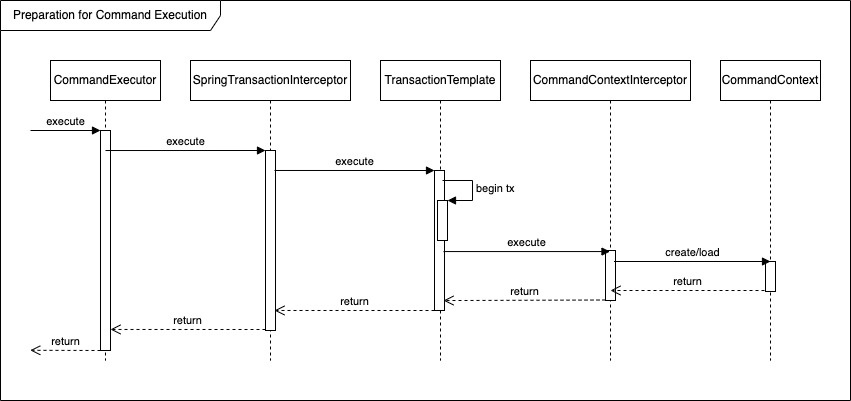 Preparation for Command Execution
CommandExecutor
SpringTransactionInterceptor
TransactionTemplate
CommandContextInterceptor
CommandContext
execute
execute
execute
begin tx
execute
create/load
return
return
return
return
return